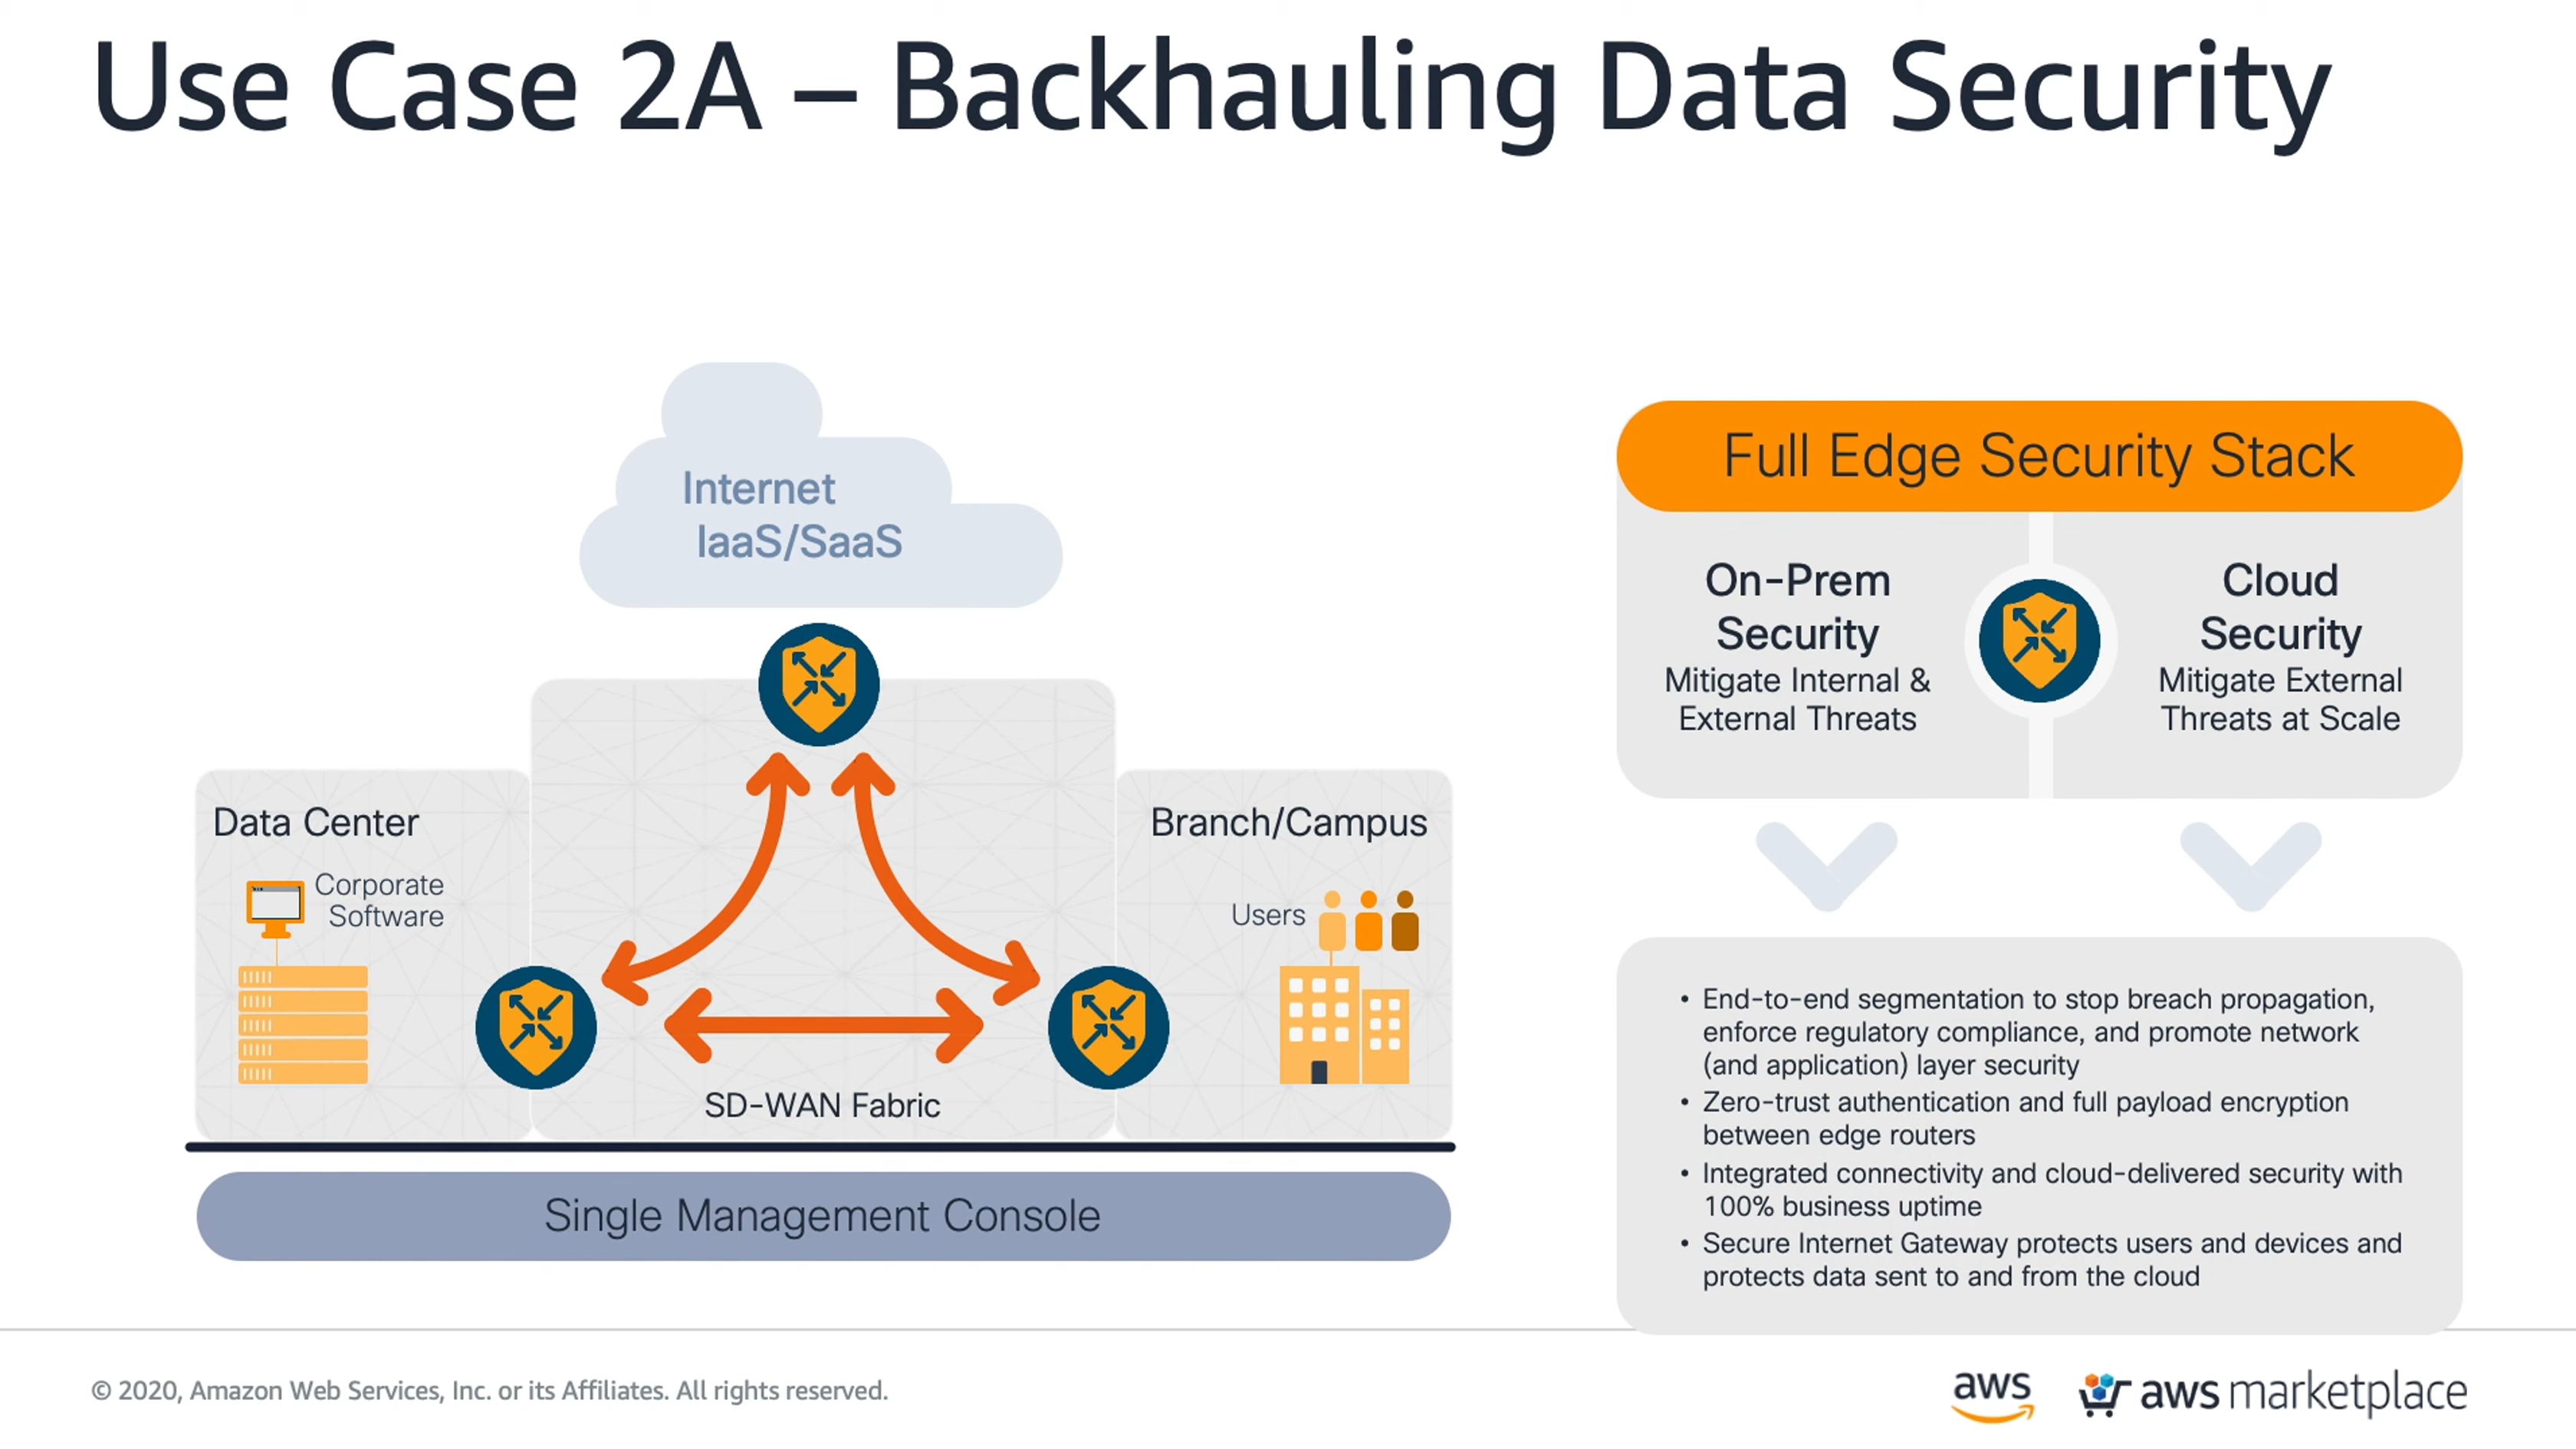 Use Case 2A – Backhauling Data Security
Internet
IaaS/SaaS
Data Center
Corporate
Software
Branch/Campus
Users
SD-WAN Fabric
Single Management Console
Full Edge Security Stack
On-Prem
Security
Mitigate Internal &
External Threats
Cloud
Security
Mitigate External
Threats at Scale
• End-to-end segmentation to stop breach propagation,
enforce regulatory compliance, and promote network
(and application) layer security
• Zero-trust authentication and full payload encryption
between edge routers
• Integrated connectivity and cloud-delivered security with
100% business uptime
• Secure Internet Gateway protects users and devices and
protects data sent to and from the cloud
© 2020, Amazon Web Services, Inc. or its Affiliates. All rights reserved.
aws
aws marketplace